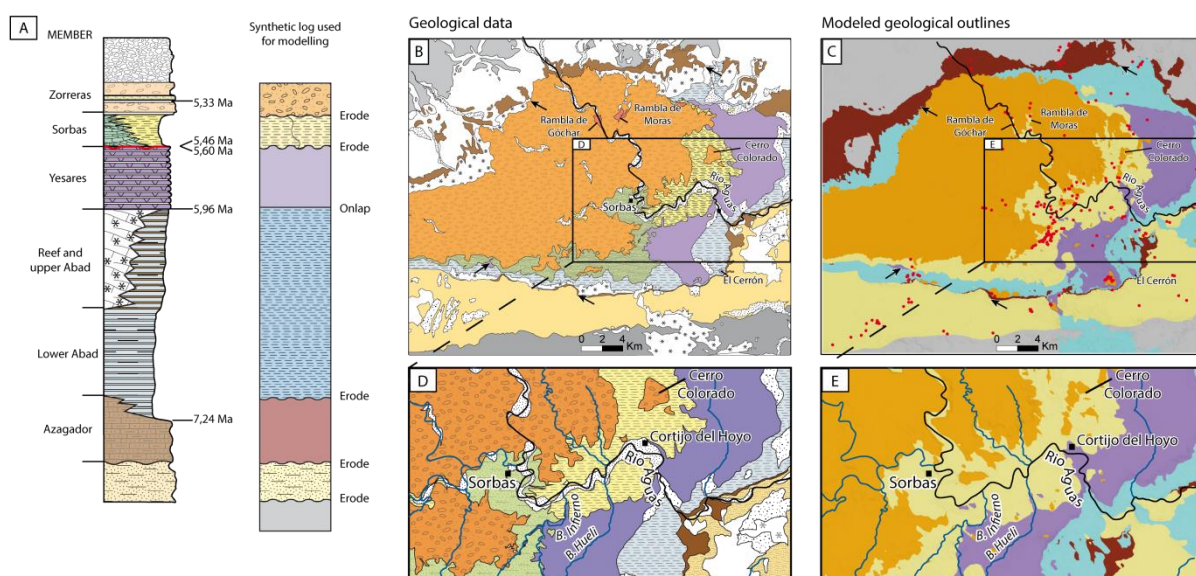 A
MEMBER
Synthetic log used
for modelling
Zorreras
5,33 Ma
Sorbas
5,46 Ma
5,60 Ma
Yesares
5,96 Ma
Reef and
upper Abad
Lower Abad
7,24 Ma
Azagador
Erode
Erode
Onlap
Erode
Erode
Erode
Geological data
B
Rambla de
Góchar
Rambla de
Moras
D
Cerro
Colorado
Sorbas
Rio Aguas
El Cerrón
0 2 4
Km
Modeled geological outlines
C
Rambla de
Góchar
Rambla de
Moras
E
Cerro
Colorado
Rio Aguas
Sorbas
El Cerrón
0 2 4
Km
D
Cerro
Colorado
Cortijo del Hoyo
Sorbas
Rio Aguas
B. Infierno
B. Hueli
E
Cerro
Colorado
Cortijo del Hoyo
Sorbas
Rio Aguas
B. Infierno
B. Hueli